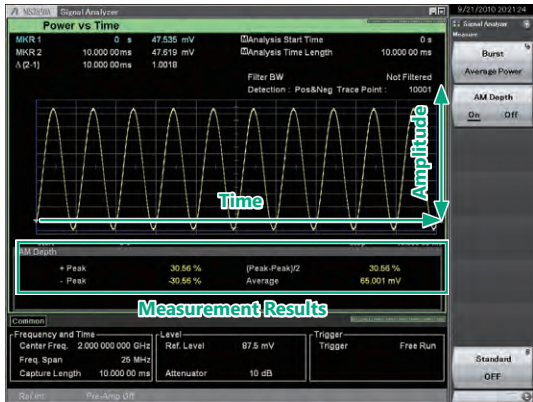 Signal Analyzer
9/21/2010 20:21:24
Power vs Time
Signal Analyzer
Measure
MKR 1 0 s 47.535 mV Analysis Start Time 0 s
MKR 2 10.000 00 ms 47.619 mV Analysis Time Length 10.000 00 ms
Δ (2-1) 10.000 00 ms 1.0018
Filter BW Not Filtered
Detection : Pos&Neg Trace Point : 10001
Burst
Average Power
AM Depth
On Off
Amplitude
Time
AM Depth
+ Peak 30.56 % (Peak-Peak)/2 30.56 %
- Peak -30.56 % Average 65.001 mV
Measurement Results
Common
Frequency and Time Level Trigger
Center Freq. 2.000 000 000 GHz Ref. Level 87.5 mV Trigger Free Run
Freq. Span 25 MHz
Capture Length 10.000 00 ms Attenuator 10 dB
Ref.Int. Pre-Amp Off
Standard
OFF